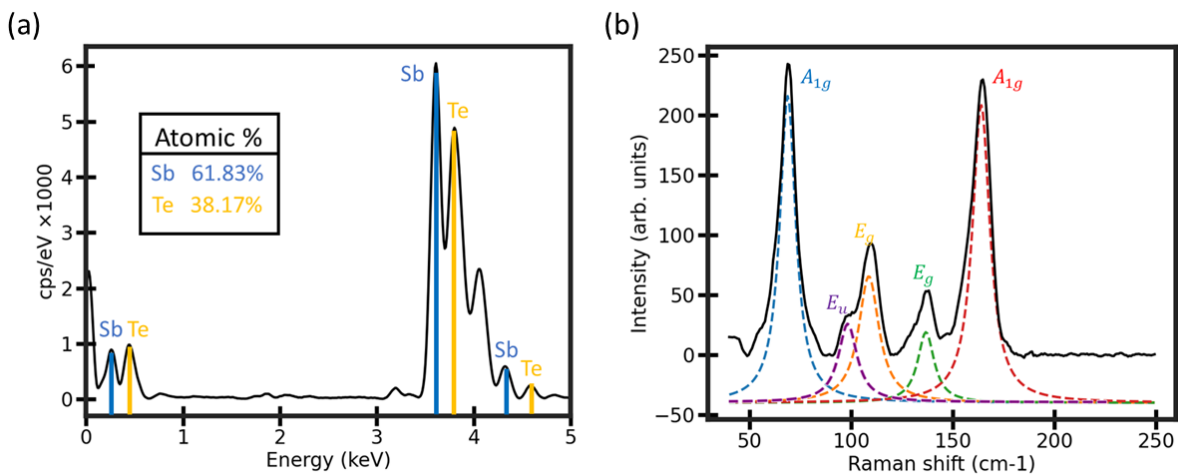 (a)
(b)
6
5
4
3
2
1
0
cps/eV ×1000
Atomic %
Sb 61.83%
Te 38.17%
Sb
Te
Sb
Te
Sb
Te
0 1 2 3 4 5
Energy (keV)
250
200
150
100
50
0
−50
Intensity (arb. units)
A1g
A1g
Eg
Eu
Eg
50 100 150 200 250
Raman shift (cm-1)